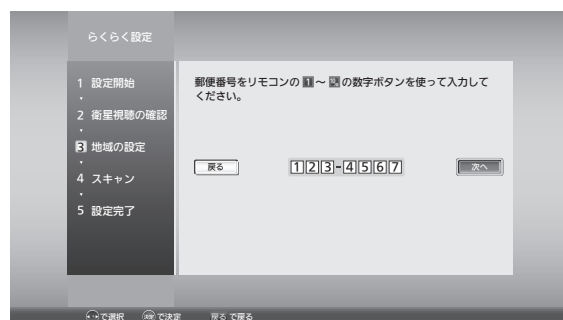 らくらく設定
1 設定開始
2 衛星視聴の確認
3 地域の設定
4 スキャン
5 設定完了
郵便番号をリモコンの 1 ～ 10 の数字ボタンを使って入力して
ください。
戻る 123-4567 次へ
で選択 決定 で決定 戻る で戻る